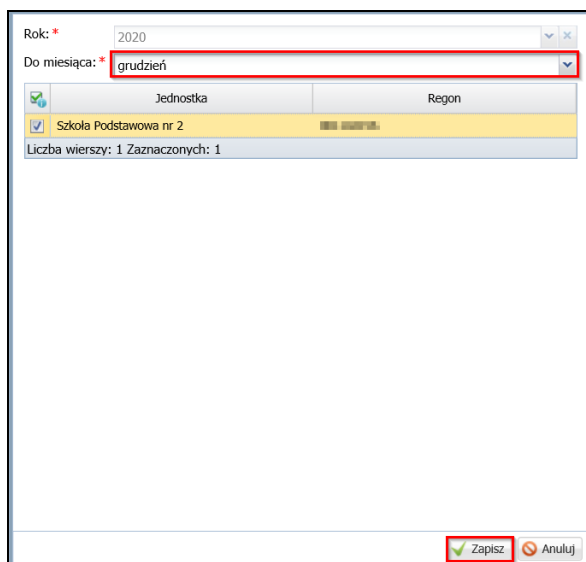 Rok: * 2020
Do miesiąca: * grudzień
Jednostka Regon
Szkoła Podstawowa nr 2
Liczba wierszy: 1 Zaznaczonych: 1
Zapisz Anuluj